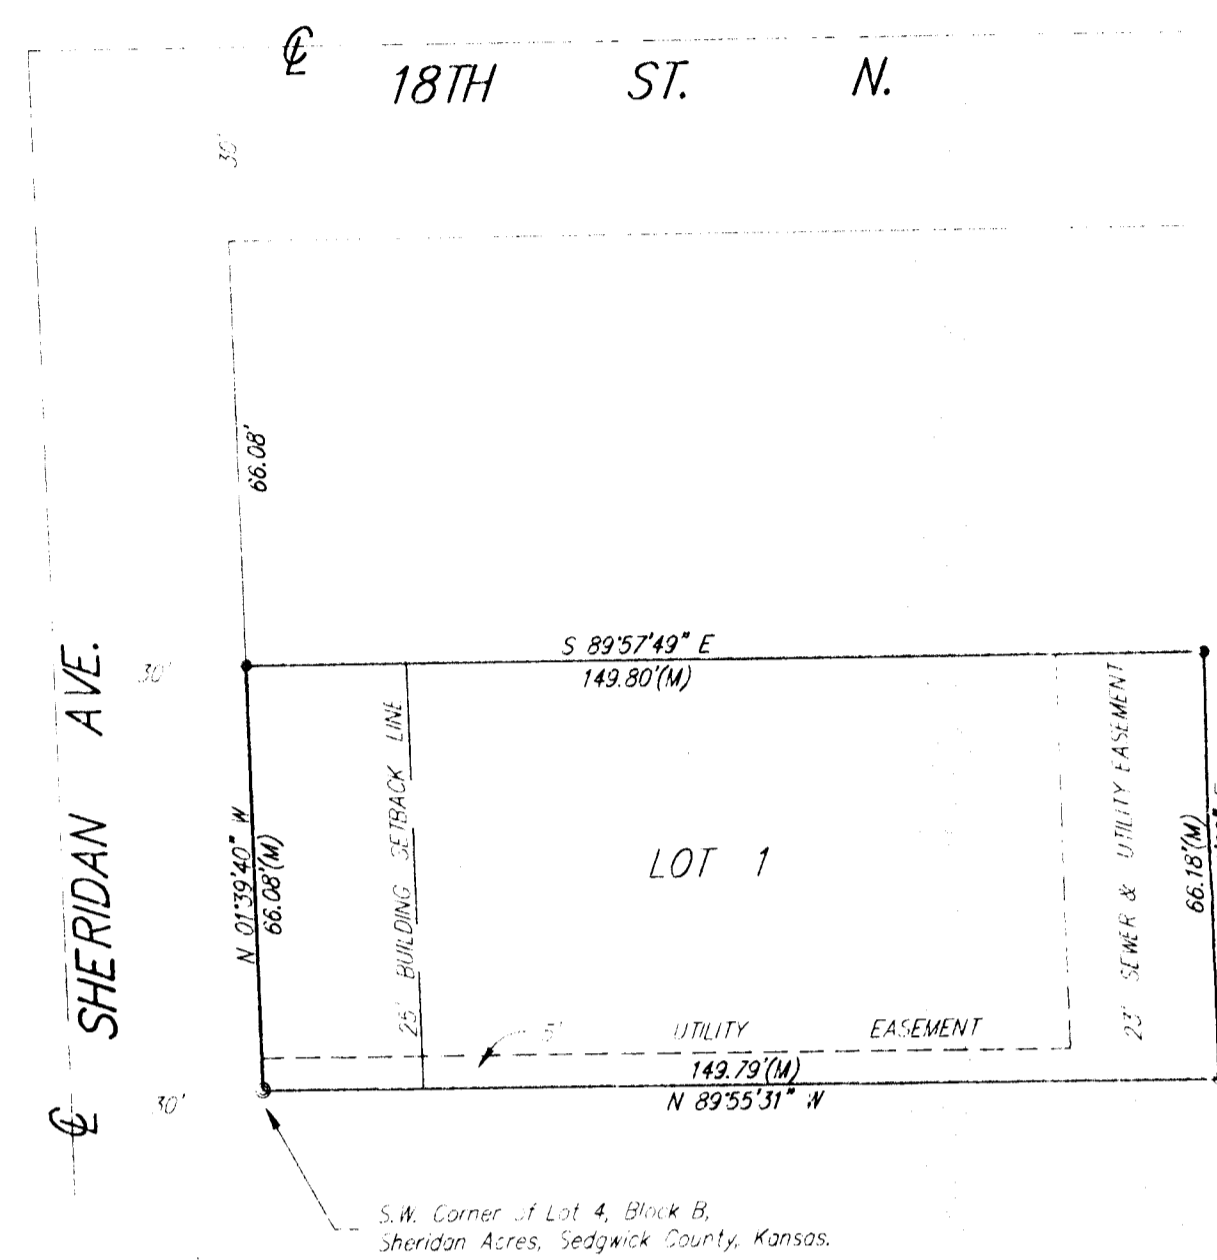 ℄
18TH ST. N.
30'
66.08'
S 89°57'49" E
149.80'(M)
30'
SHERIDAN AVE.
N 01°39'40" W
66.08'(M)
25' BUILDING SETBACK LINE
LOT 1
23' SEWER & UTILITY EASEMENT
66.18'(M)
5' UTILITY EASEMENT
149.79'(M)
N 89°55'31" W
℄
30'
S.W. Corner of Lot 4, Block B,
Sheridan Acres, Sedgwick County, Kansas.